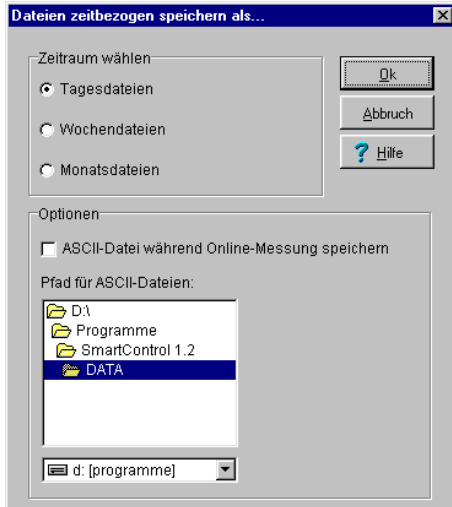 Dateien zeitbezogen speichern als...
Zeitraum wählen
Tagesdateien
Wochendateien
Monatsdateien
Ok
Abbruch
? Hilfe
Optionen
ASCII-Datei während Online-Messung speichern
Pfad für ASCII-Dateien:
D:\
Programme
SmartControl 1.2
DATA
d: [programme]